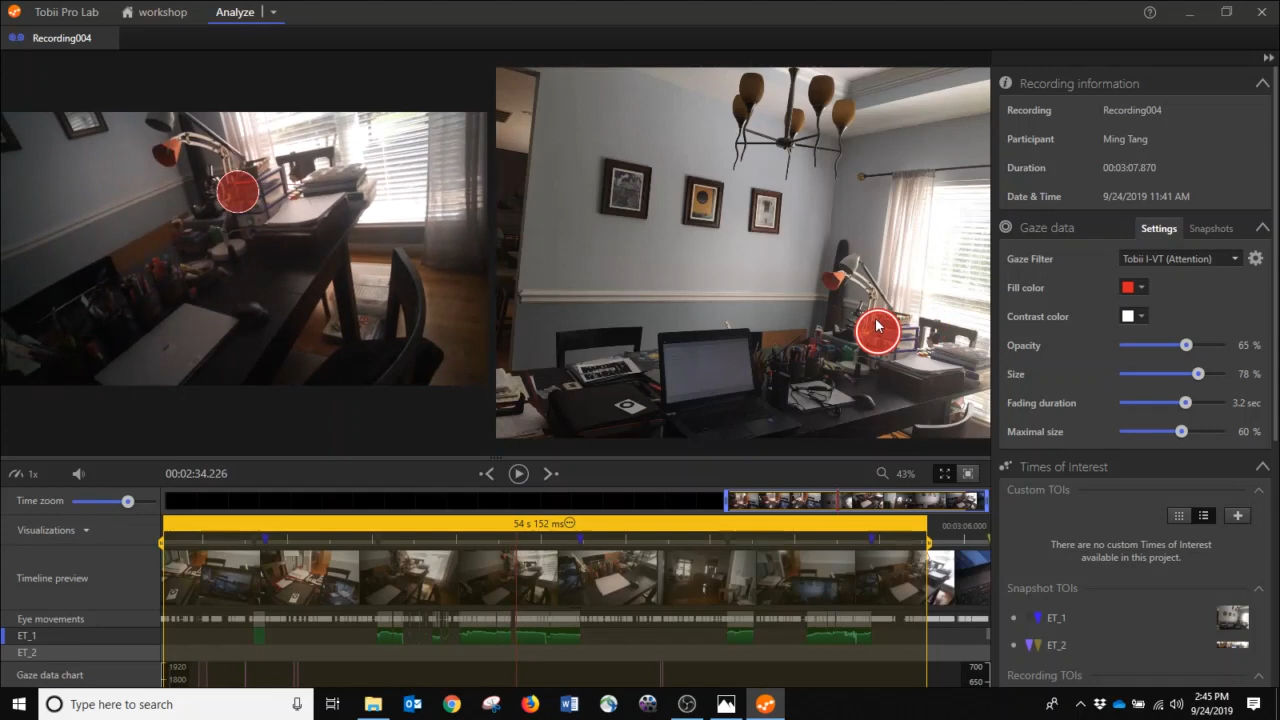 Tobii Pro Lab workshop Analyze
Recording004
Recording information
Recording Recording004
Participant Ming Tang
Duration 00:03:07.870
Date & Time 9/24/2019 11:41 AM
Gaze data Settings Snapshots
Gaze Filter Tobii I-VT (Attention)
Fill color
Contrast color
Opacity 65 %
Size 78 %
Fading duration 3.2 sec
Maximal size 60 %
1x 00:02:34.226 43%
Times of Interest
Custom TOIs
There are no custom Times of Interest
available in this project.
Snapshot TOIs
ET_1
ET_2
Recording TOIs
Time zoom
Visualizations 54 s 152 ms 00:03:06.000
Timeline preview
Eye movements
ET_1
ET_2
Gaze data chart 1920 700
1800 650
Type here to search
2:45 PM
9/24/2019